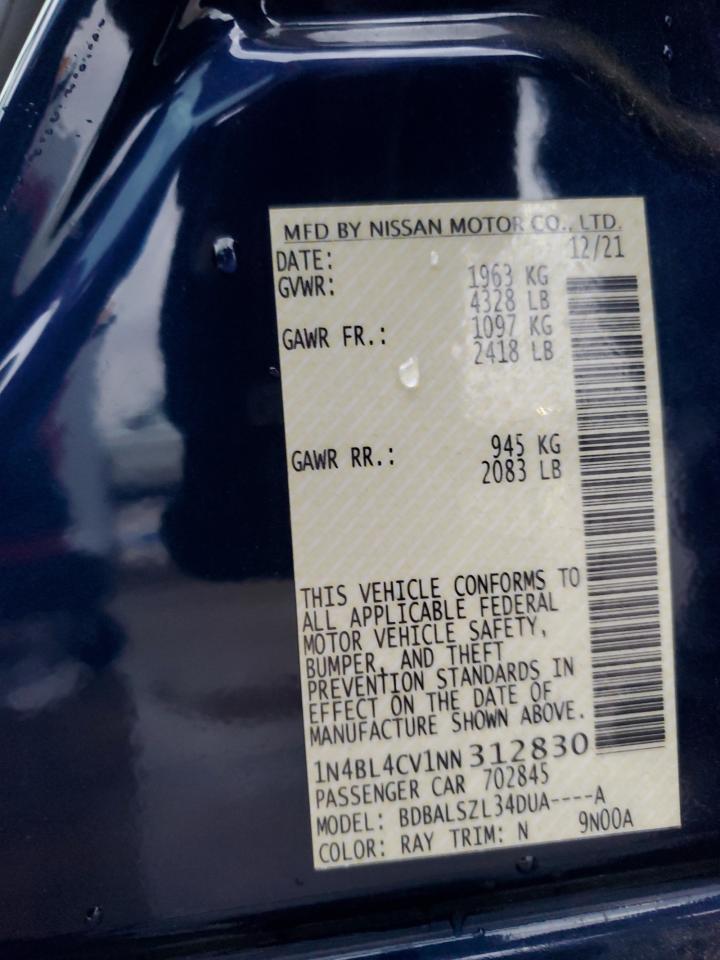 MFD BY NISSAN MOTOR CO., LTD.
DATE: 12/21
GVWR: 1963 KG
4328 LB
GAWR FR.: 1097 KG
2418 LB
GAWR RR.: 945 KG
2083 LB
THIS VEHICLE CONFORMS TO
ALL APPLICABLE FEDERAL
MOTOR VEHICLE SAFETY,
BUMPER, AND THEFT
PREVENTION STANDARDS IN
EFFECT ON THE DATE OF
MANUFACTURE SHOWN ABOVE.
1N4BL4CV1NN312830
PASSENGER CAR 702845
MODEL: BDBALSZL34DUA----A
COLOR: RAY TRIM: N 9N00A